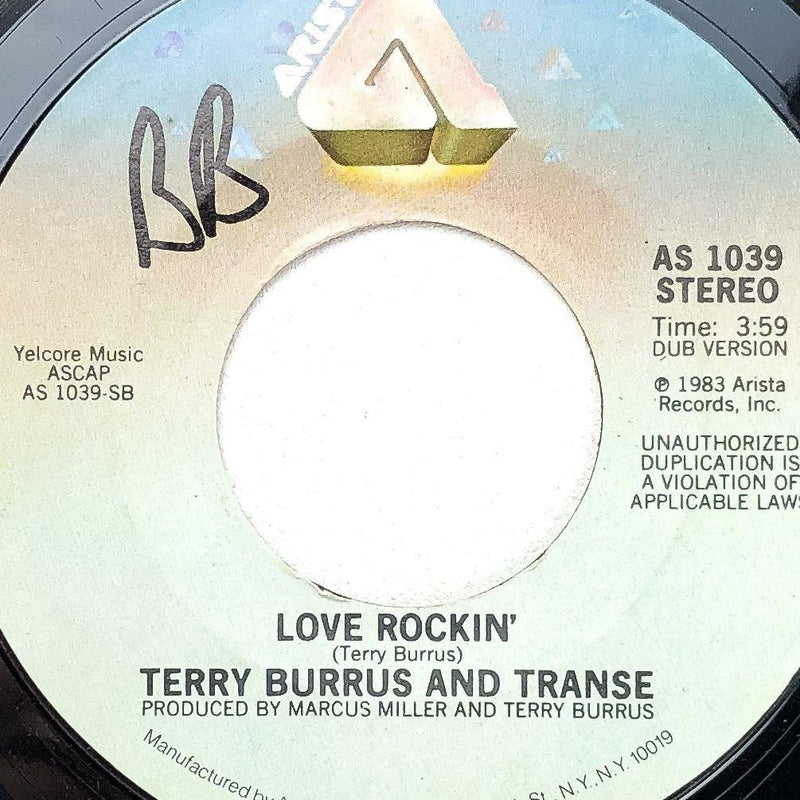 BB
AS 1039
STEREO
Time: 3:59
DUB VERSION
℗ 1983 Arista
Records, Inc.
UNAUTHORIZED
DUPLICATION IS
A VIOLATION OF
APPLICABLE LAWS
Yelcore Music
ASCAP
AS 1039-SB
LOVE ROCKIN'
(Terry Burrus)
TERRY BURRUS AND TRANSE
PRODUCED BY MARCUS MILLER AND TERRY BURRUS
Manufactured by
St., N.Y., N.Y. 10019